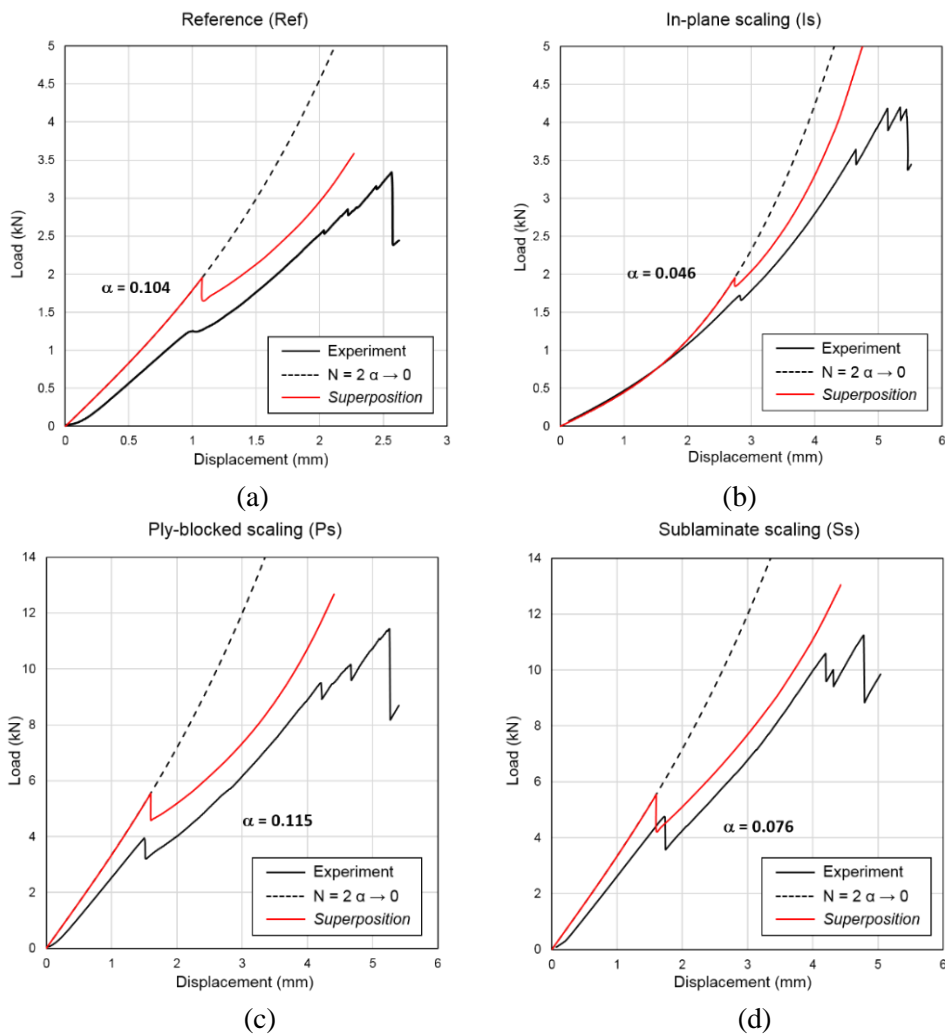 Reference (Ref)
5
4.5
4
3.5
3
2.5
2
1.5
1
0.5
0
Load (kN)
α = 0.104
Experiment
N = 2 α → 0
Superposition
0 0.5 1 1.5 2 2.5 3
Displacement (mm)
(a)
In-plane scaling (Is)
5
4.5
4
3.5
3
2.5
2
1.5
1
0.5
0
Load (kN)
α = 0.046
Experiment
N = 2 α → 0
Superposition
0 1 2 3 4 5 6
Displacement (mm)
(b)
Ply-blocked scaling (Ps)
14
12
10
8
6
4
2
0
Load (kN)
α = 0.115
Experiment
N = 2 α → 0
Superposition
0 1 2 3 4 5 6
Displacement (mm)
(c)
Sublaminate scaling (Ss)
14
12
10
8
6
4
2
0
Load (kN)
α = 0.076
Experiment
N = 2 α → 0
Superposition
0 1 2 3 4 5 6
Displacement (mm)
(d)